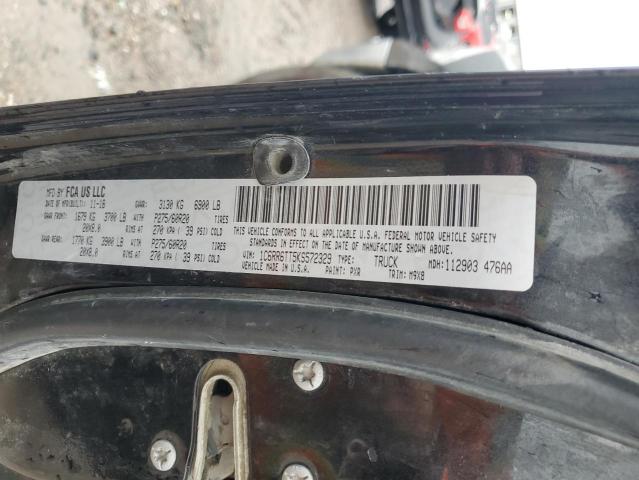 MFD BY FCA US LLC
DATE OF MFR(BUILT): 11-18 GVWR: 3130 KG 6900 LB
GAWR FRONT: 1679 KG 3700 LB WITH P275/60R20 TIRES
20X8.0 RIMS AT 270 KPA ( 39 PSI) COLD
GAWR REAR: 1770 KG 3900 LB WITH P275/60R20 TIRES
20X8.0 RIMS AT 270 KPA ( 39 PSI) COLD
THIS VEHICLE CONFORMS TO ALL APPLICABLE U.S.A. FEDERAL MOTOR VEHICLE SAFETY
STANDARDS IN EFFECT ON THE DATE OF MANUFACTURE SHOWN ABOVE.
VIN: 1C6RR6TT5KS572329 TYPE: TRUCK MDH: 112903 476AA
VEHICLE MADE IN U.S.A. PAINT: PXR TRIM: M9X8